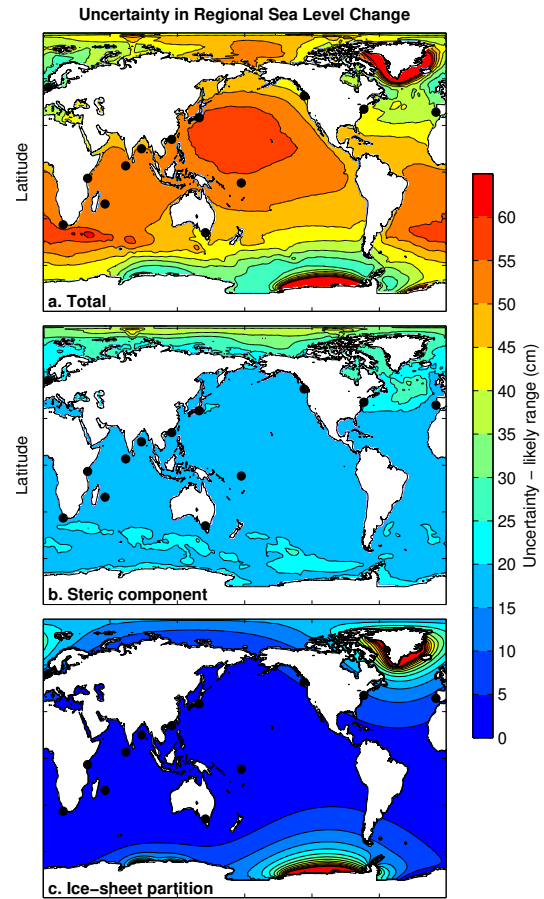 Uncertainty in Regional Sea Level Change
Latitude
a. Total
Latitude
b. Steric component
c. Ice−sheet partition
60
55
50
45
40
35
30
25
20
15
10
5
0
Uncertainty − likely range (cm)